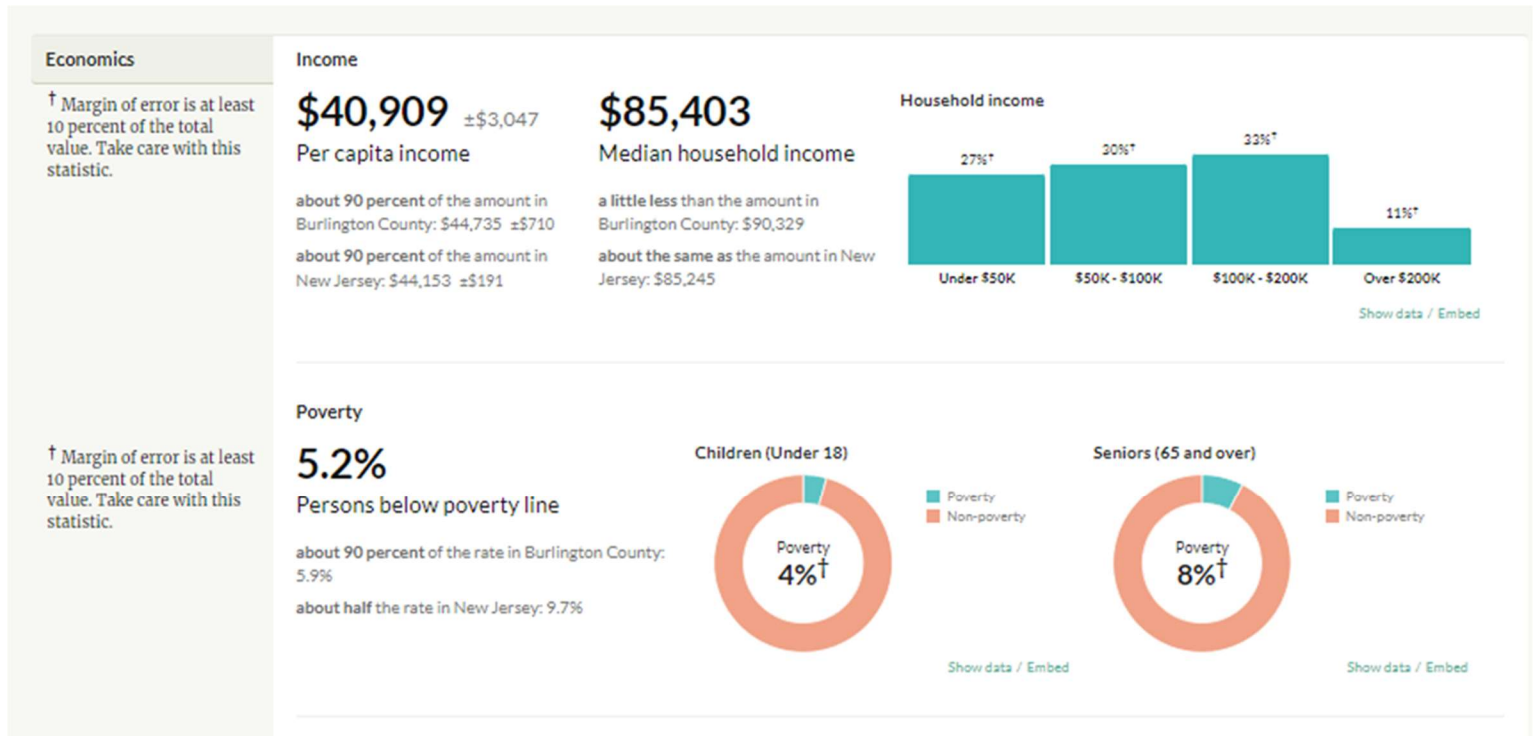 Economics
† Margin of error is at least
10 percent of the total
value. Take care with this
statistic.
Income
$40,909 ±$3,047
Per capita income
about 90 percent of the amount in
Burlington County: $44,735 ±$710
about 90 percent of the amount in
New Jersey: $44,153 ±$191
$85,403
Median household income
a little less than the amount in
Burlington County: $90,329
about the same as the amount in New
Jersey: $85,245
Household income
27%†
30%†
33%†
11%†
Under $50K
$50K - $100K
$100K - $200K
Over $200K
Show data / Embed
† Margin of error is at least
10 percent of the total
value. Take care with this
statistic.
Poverty
5.2%
Persons below poverty line
about 90 percent of the rate in Burlington County:
5.9%
about half the rate in New Jersey: 9.7%
Children (Under 18)
Poverty
Non-poverty
Poverty
4%†
Show data / Embed
Seniors (65 and over)
Poverty
Non-poverty
Poverty
8%†
Show data / Embed